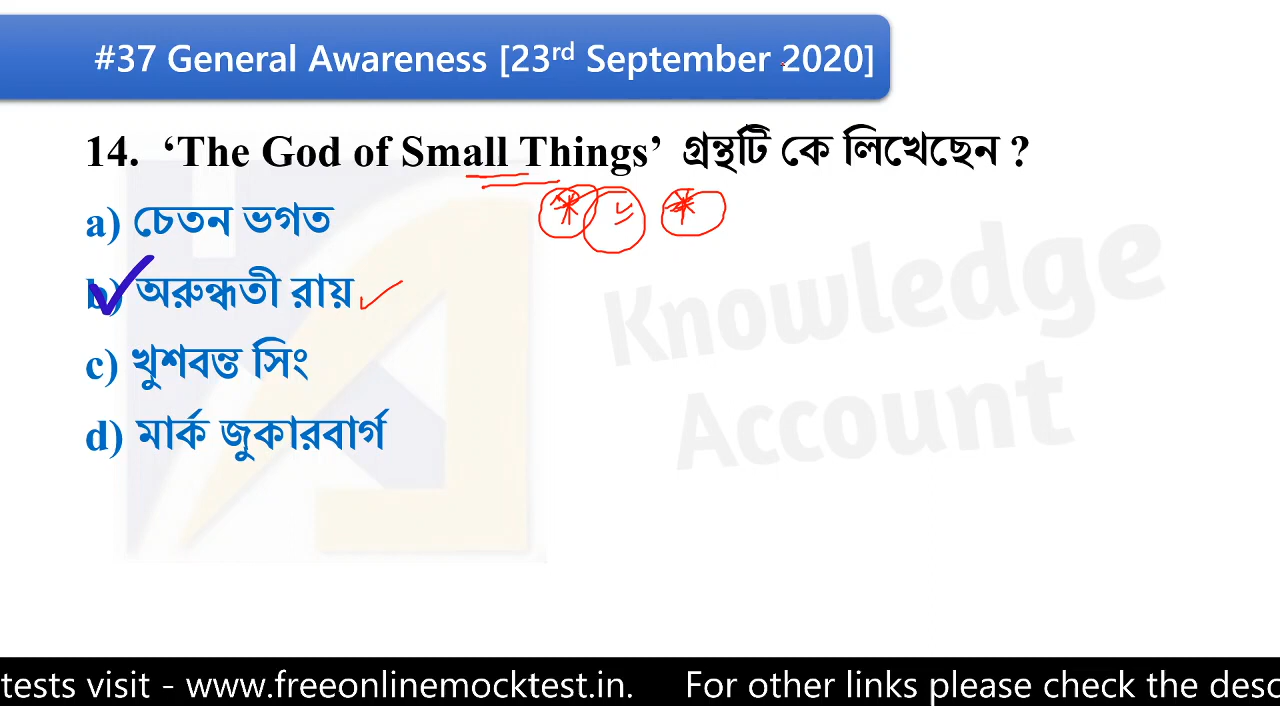 #37 General Awareness [23rd September 2020]
14. ‘The God of Small Things’ গ্রন্থটি কে লিখেছেন ?
a) চেতন ভগত
b) অরুন্ধতী রায়
c) খুশবন্ত সিং
d) মার্ক জুকারবার্গ
Knowledge
Account
tests visit - www.freeonlinemocktest.in. For other links please check the desc